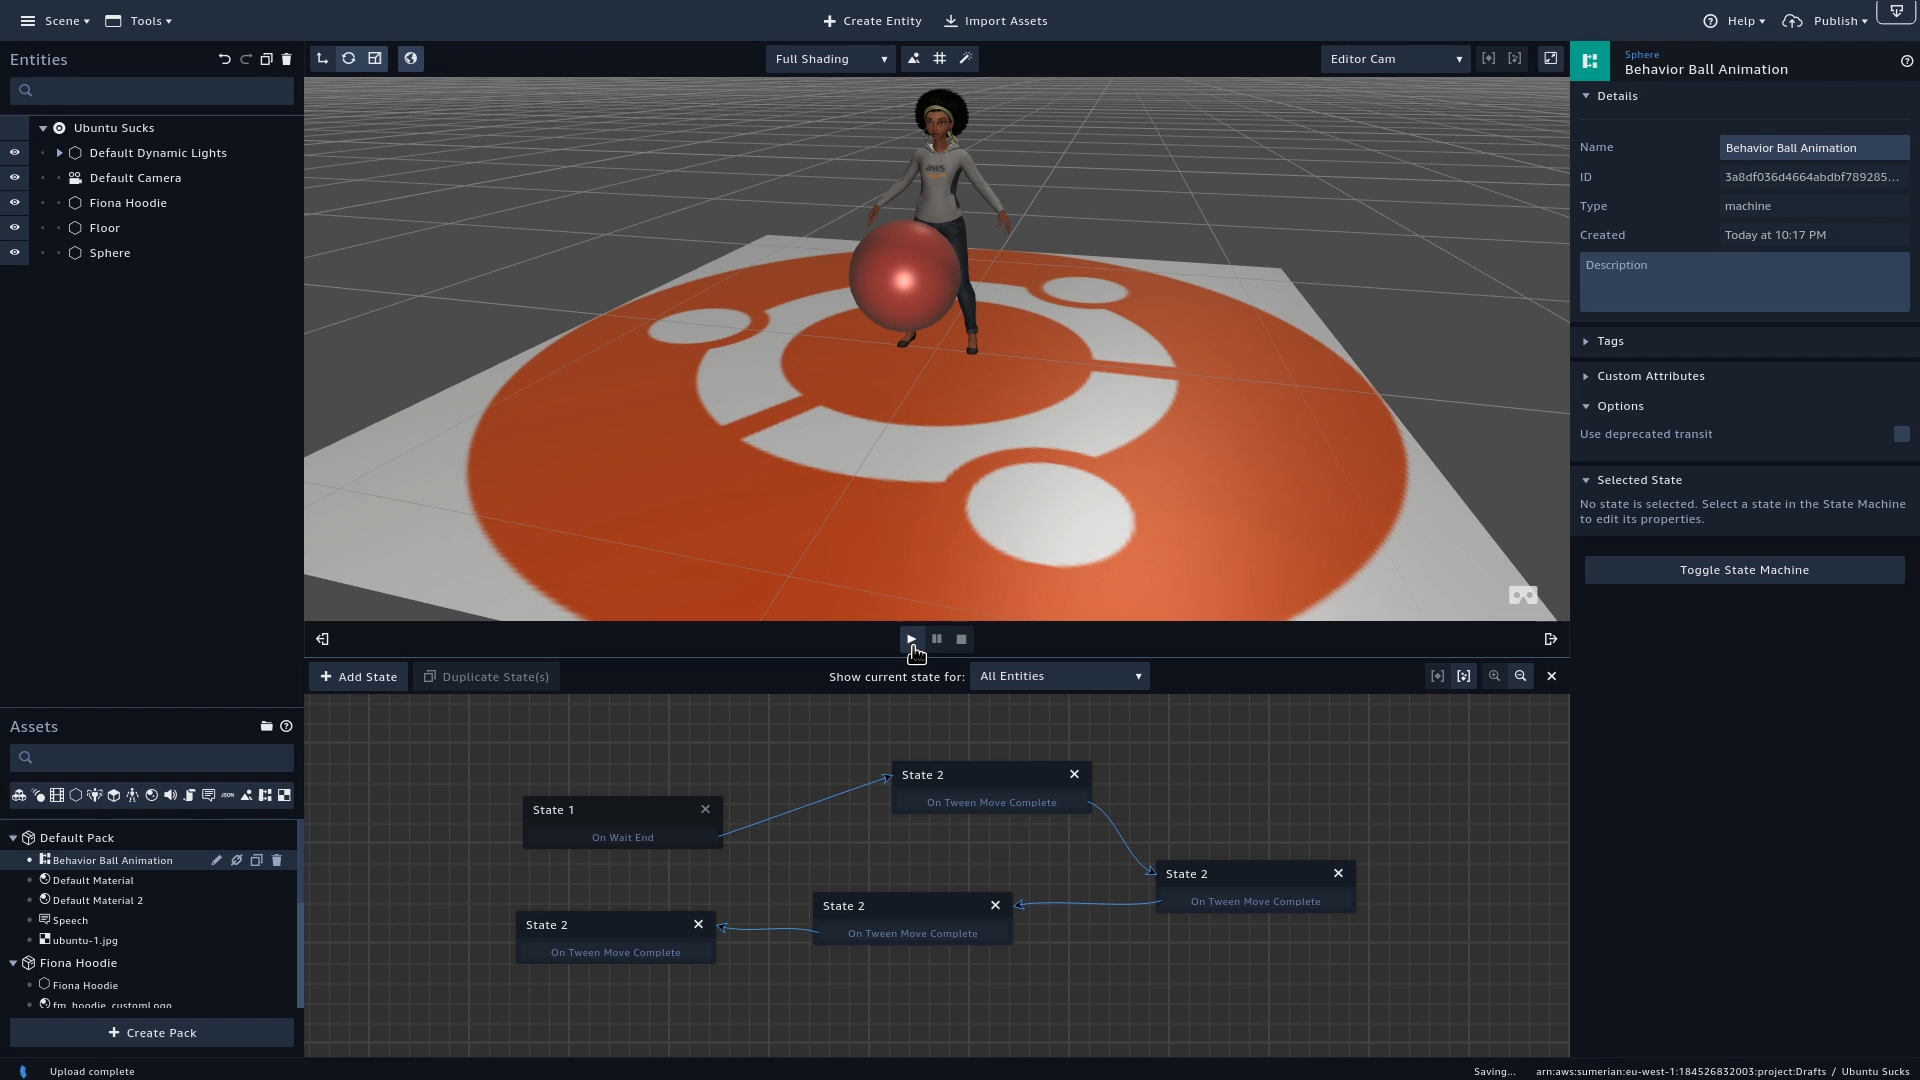 Scene
Tools
Create Entity
Import Assets
Help
Publish
Entities
Full Shading
Editor Cam
Sphere
Behavior Ball Animation
Details
Ubuntu Sucks
Default Dynamic Lights
Default Camera
Fiona Hoodie
Floor
Sphere
aws
Name
Behavior Ball Animation
ID
3a8df036d4664abdbf789285...
Type
machine
Created
Today at 10:17 PM
Description
Tags
Custom Attributes
Options
Use deprecated transit
Selected State
No state is selected. Select a state in the State Machine
to edit its properties.
Toggle State Machine
Add State
Duplicate State(s)
Show current state for:
All Entities
State 1
On Wait End
State 2
On Tween Move Complete
State 2
On Tween Move Complete
State 2
On Tween Move Complete
State 2
On Tween Move Complete
Assets
JSON
Default Pack
Behavior Ball Animation
Default Material
Default Material 2
Speech
ubuntu-1.jpg
Fiona Hoodie
Fiona Hoodie
fm_hoodie_customLogo
Create Pack
Upload complete
Saving...
arn:aws:sumerian:eu-west-1:184526832003:project:Drafts / Ubuntu Sucks